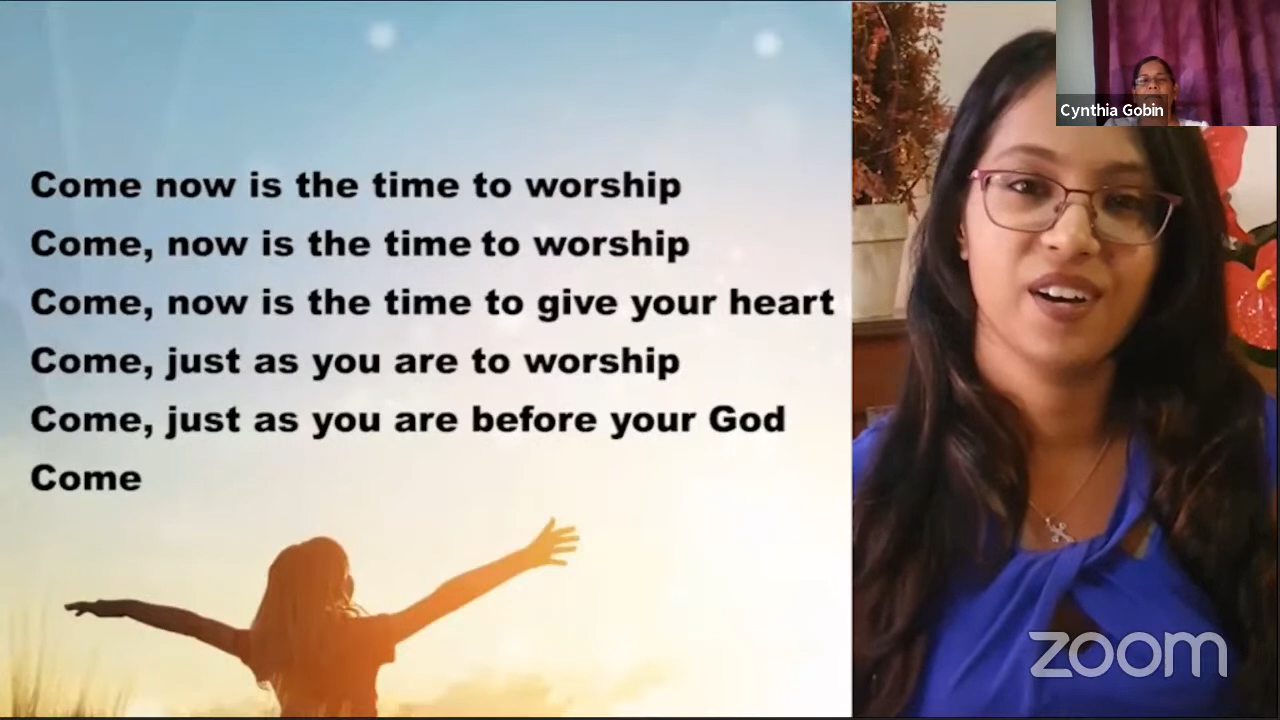 Come now is the time to worship
Come, now is the time to worship
Come, now is the time to give your heart
Come, just as you are to worship
Come, just as you are before your God
Come
Cynthia Gobin
zoom